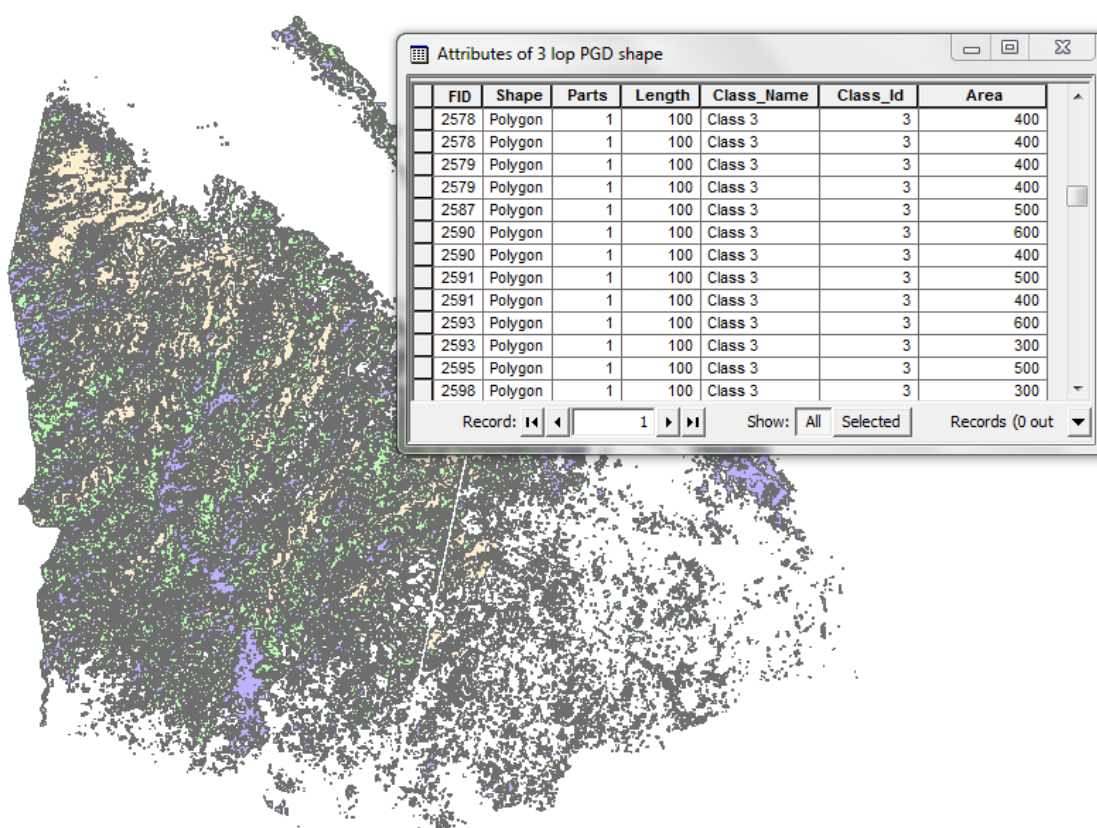 Attributes of 3 lop PGD shape
FID Shape Parts Length Class_Name Class_Id Area
2578 Polygon 1 100 Class 3 3 400
2578 Polygon 1 100 Class 3 3 400
2579 Polygon 1 100 Class 3 3 400
2579 Polygon 1 100 Class 3 3 400
2587 Polygon 1 100 Class 3 3 500
2590 Polygon 1 100 Class 3 3 600
2590 Polygon 1 100 Class 3 3 400
2591 Polygon 1 100 Class 3 3 500
2591 Polygon 1 100 Class 3 3 400
2593 Polygon 1 100 Class 3 3 600
2593 Polygon 1 100 Class 3 3 300
2595 Polygon 1 100 Class 3 3 500
2598 Polygon 1 100 Class 3 3 300
Record: 1 Show: All Selected Records (0 out